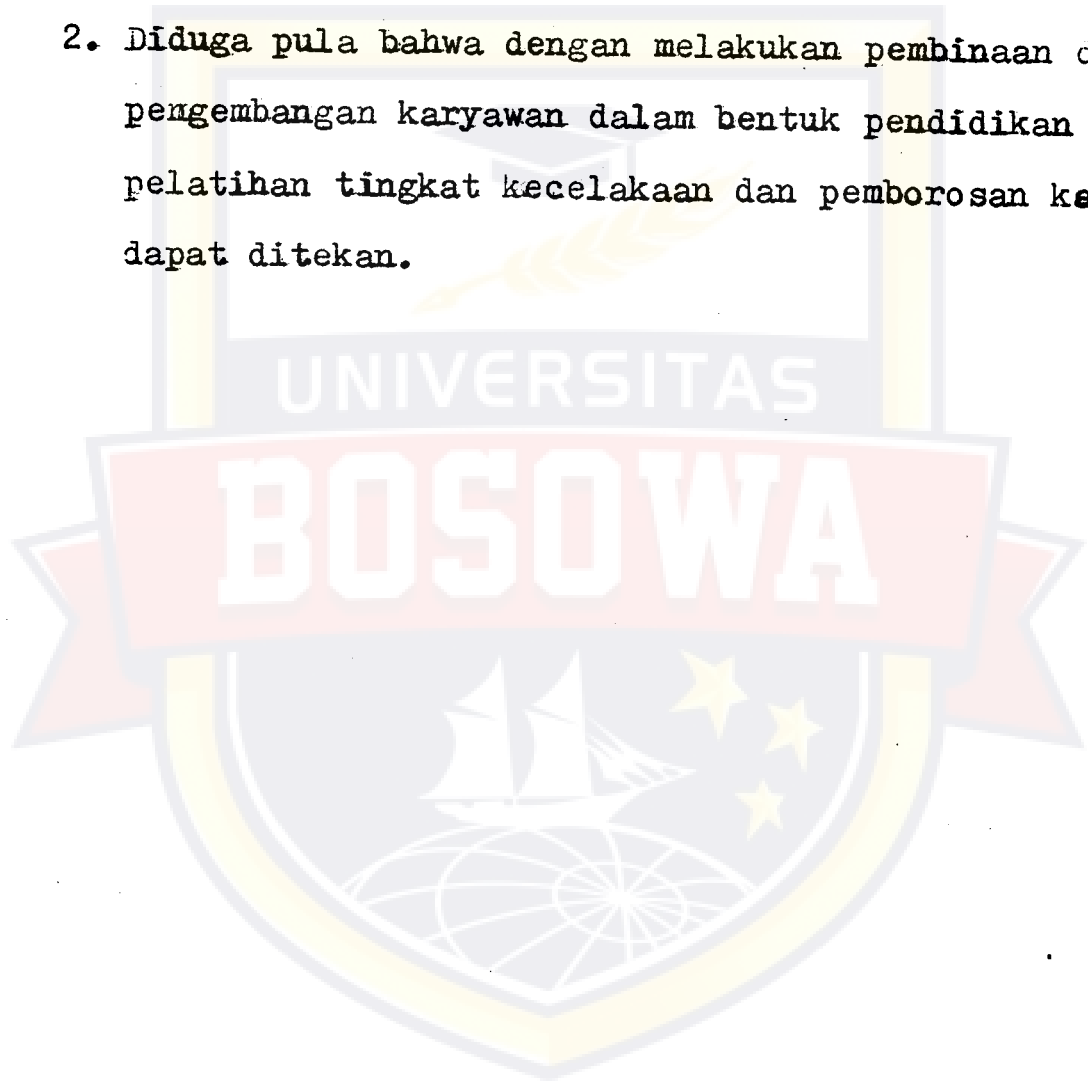 2. Diduga pula bahwa dengan melakukan pembinaan
pengembangan karyawan dalam bentuk pendidikan
pelatihan tingkat kecelakaan dan pemborosan
dapat ditekan.
UNIVERSITAS
BOSOWA